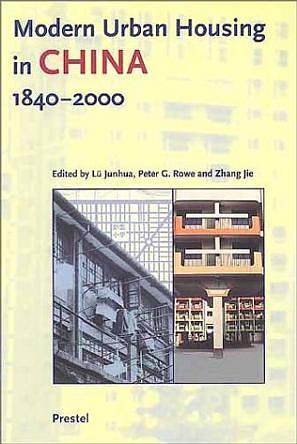 Modern Urban Housing
in CHINA
1840–2000
Edited by Lü Junhua, Peter G. Rowe and Zhang Jie
Prestel